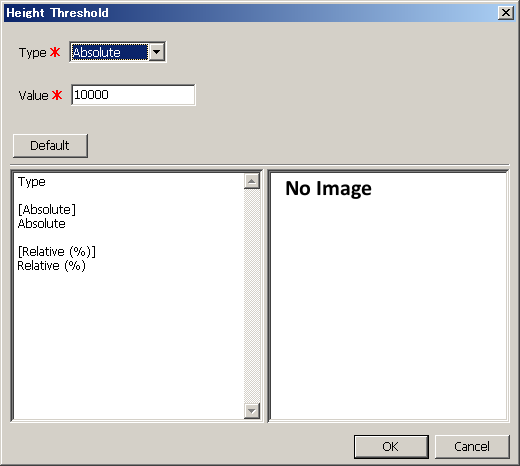 Height Threshold
Type * Absolute
Value * 10000
Default
Type
[Absolute]
Absolute
[Relative (%)]
Relative (%)
No Image
OK Cancel